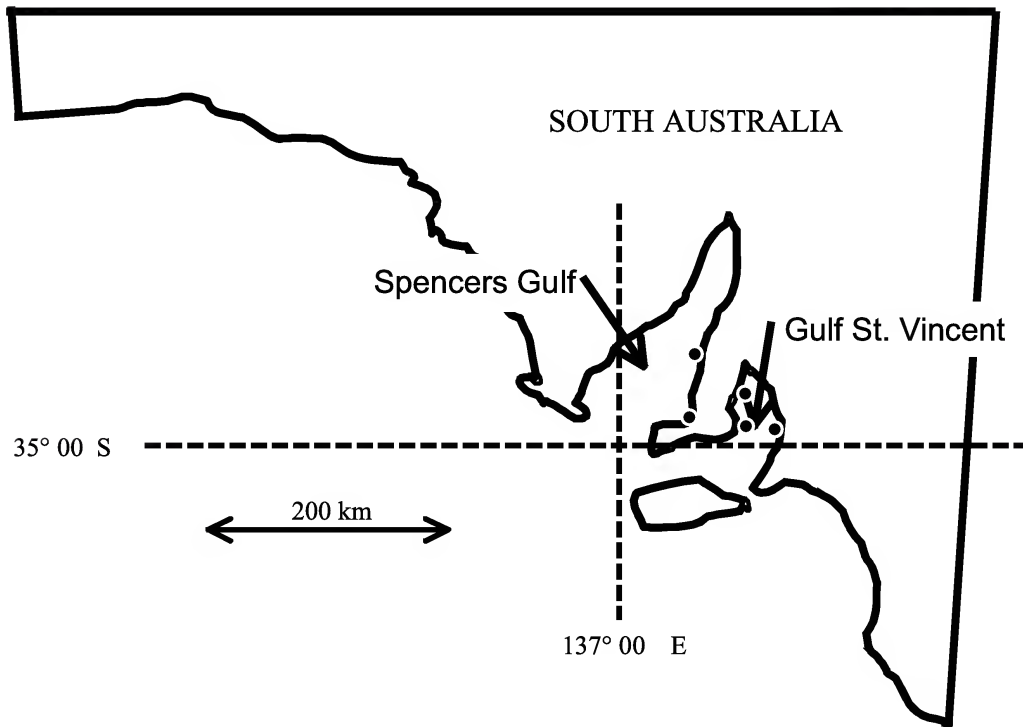 SOUTH AUSTRALIA
Spencers Gulf
Gulf St. Vincent
35° 00 S
200 km
137° 00 E